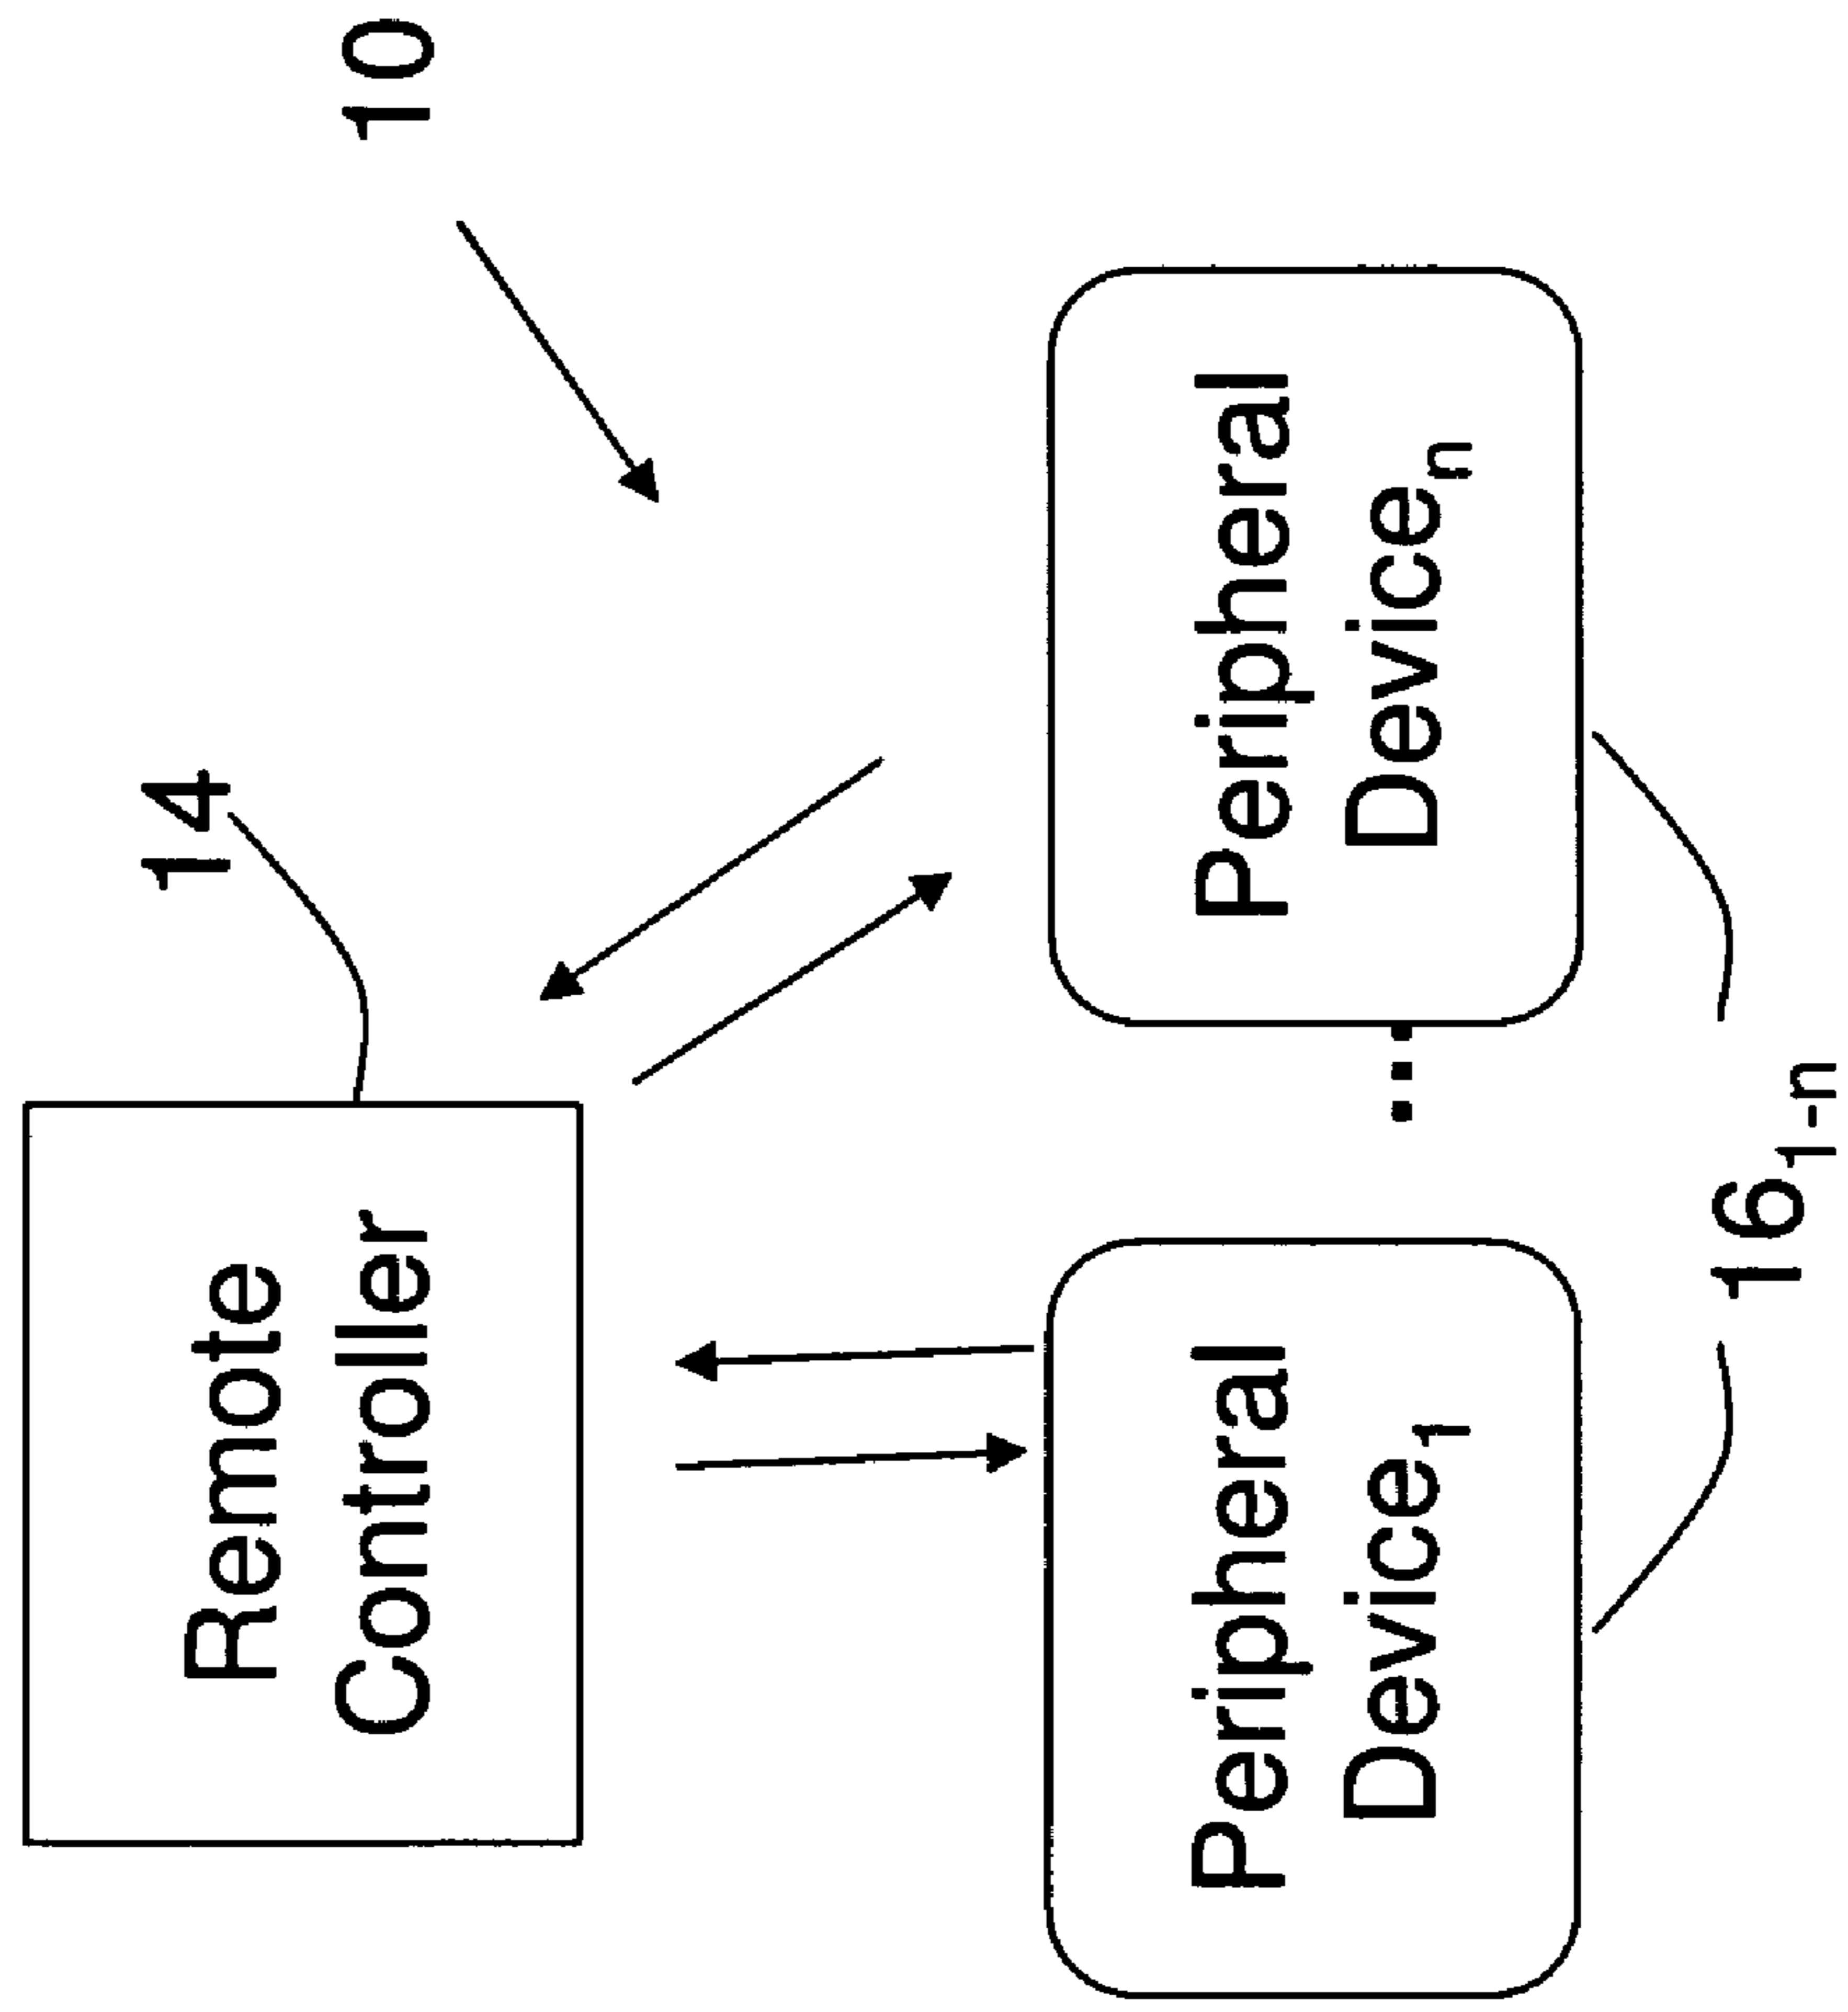 10
14
Remote
Controller
Peripheral
Device₁
Peripheral
Deviceₙ
16₁₋ₙ